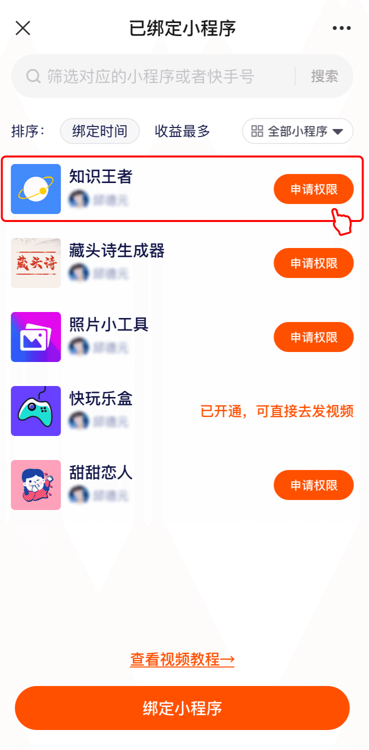 已绑定小程序
筛选对应的小程序或者快手号
搜索
排序：
绑定时间
收益最多
全部小程序
知识王者
申请权限
藏头诗
藏头诗生成器
申请权限
照片小工具
申请权限
快玩乐盒
已开通，可直接去发视频
甜甜恋人
申请权限
查看视频教程→
绑定小程序